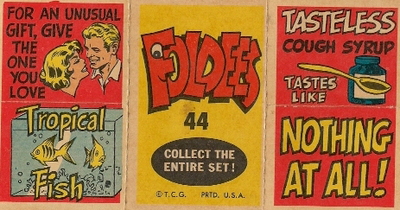 FOR AN UNUSUAL
GIFT, GIVE
THE
ONE
YOU
LOVE
Tropical
Fish
FOLDEES
44
COLLECT THE
ENTIRE SET!
© T.C.G. PRTD. U.S.A.
TASTELESS
COUGH SYRUP
TASTES
LIKE
NOTHING
AT ALL!